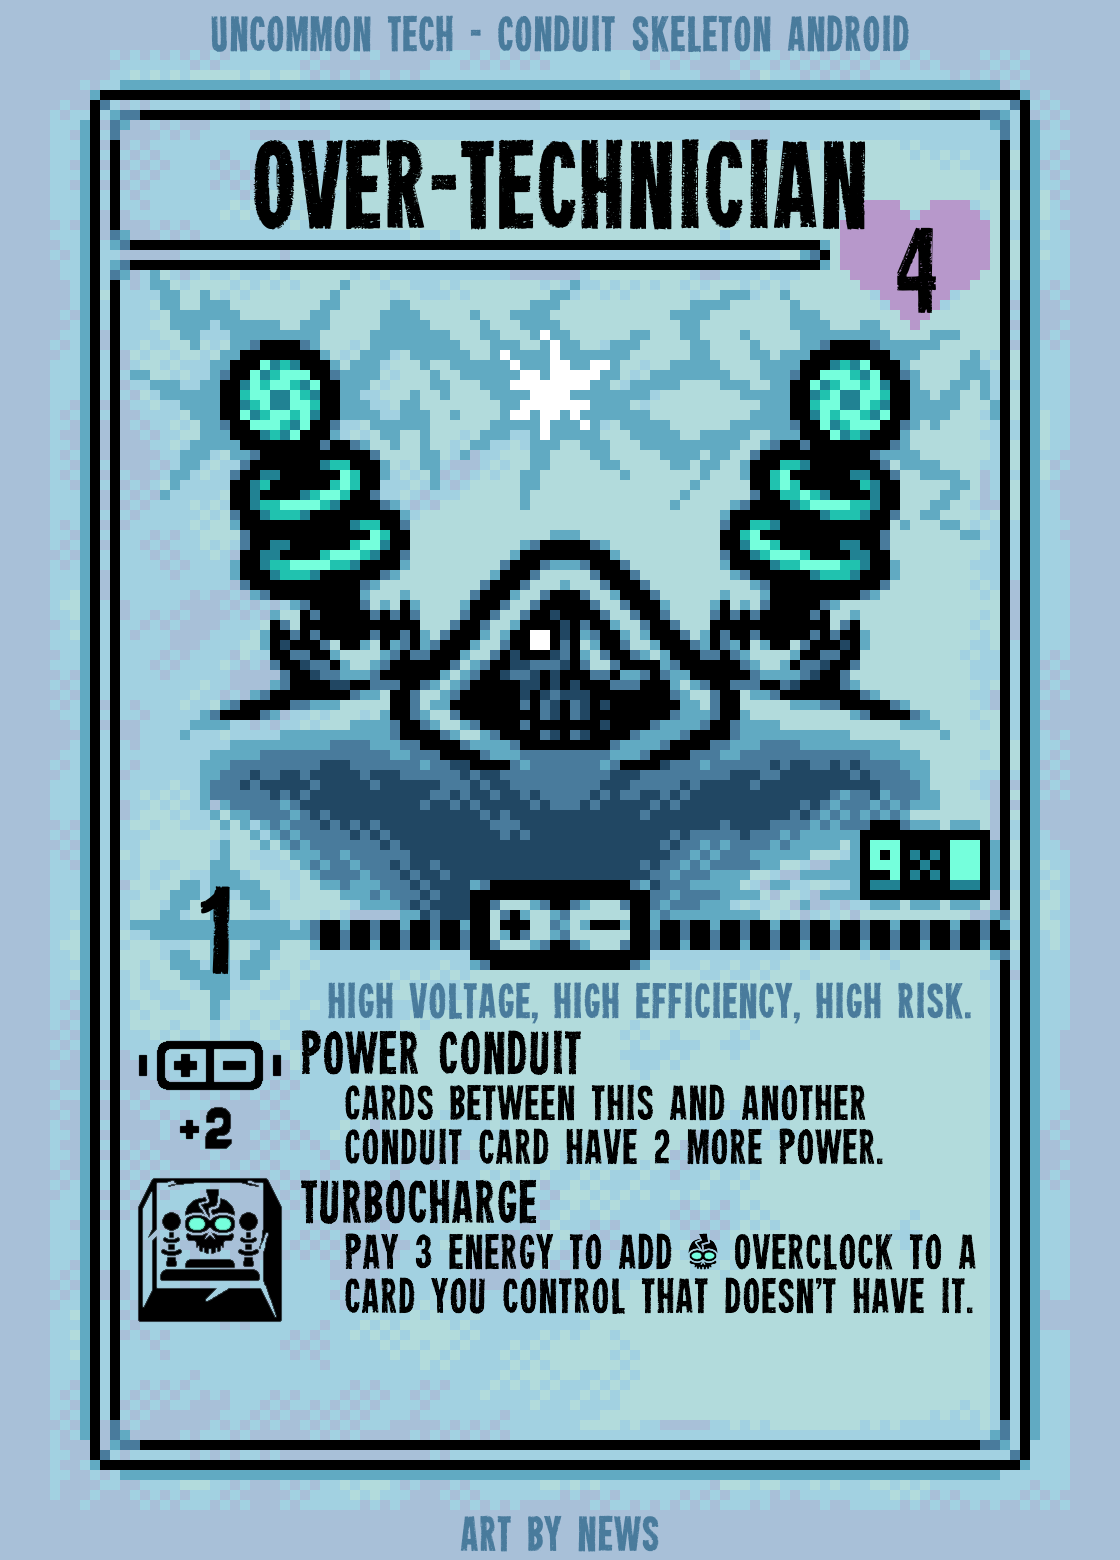 UNCOMMON TECH - CONDUIT SKELETON ANDROID
OVER-TECHNICIAN
4
9 x
1
+ -
HIGH VOLTAGE, HIGH EFFICIENCY, HIGH RISK.
+ -
POWER CONDUIT
CARDS BETWEEN THIS AND ANOTHER
+2
CONDUIT CARD HAVE 2 MORE POWER.
TURBOCHARGE
PAY 3 ENERGY TO ADD OVERCLOCK TO A
CARD YOU CONTROL THAT DOESN'T HAVE IT.
ART BY NEWS